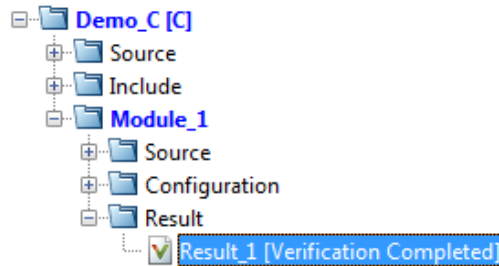 Demo_C [C]
Source
Include
Module_1
Source
Configuration
Result
Result_1 [Verification Completed]